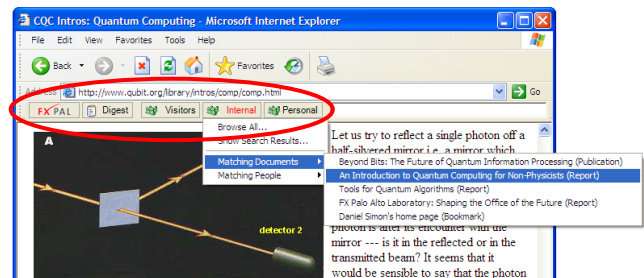 CQC Intros: Quantum Computing - Microsoft Internet Explorer
File Edit View Favorites Tools Help
Back Favorites
Address http://www.qubit.org/library/intros/comp/comp.html Go
FXPAL Digest Visitors Internal Personal
Browse All...
Show Search Results...
Matching Documents
Matching People
Beyond Bits: The Future of Quantum Information Processing (Publication)
An Introduction to Quantum Computing for Non-Physicists (Report)
Tools for Quantum Algorithms (Report)
FX Palo Alto Laboratory: Shaping the Office of the Future (Report)
Daniel Simon's home page (Bookmark)
A
detector 2
Let us try to reflect a single photon off a
half-silvered mirror i.e. a mirror which
photon is after its encounter with the
mirror --- is it in the reflected or in the
transmitted beam? It seems that it
would be sensible to say that the photon